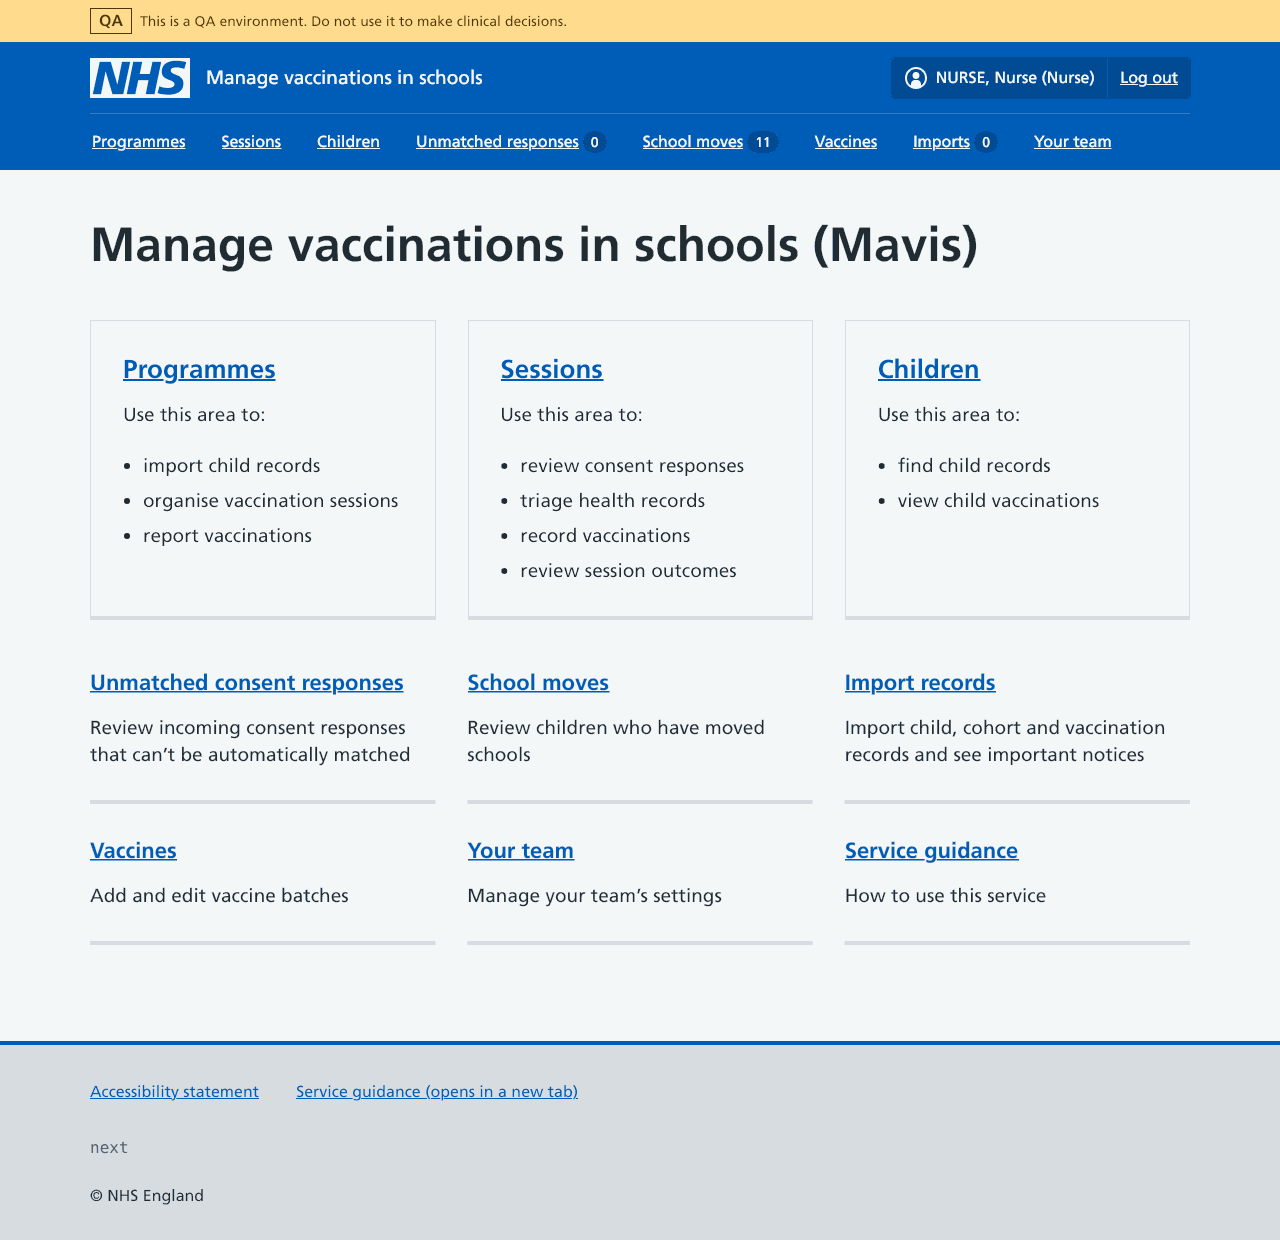 QA This is a QA environment. Do not use it to make clinical decisions.
NHS Manage vaccinations in schools NURSE, Nurse (Nurse) Log out
Programmes Sessions Children Unmatched responses 0 School moves 11 Vaccines Imports 0 Your team
Manage vaccinations in schools (Mavis)
Programmes
Use this area to:
• import child records
• organise vaccination sessions
• report vaccinations
Sessions
Use this area to:
• review consent responses
• triage health records
• record vaccinations
• review session outcomes
Children
Use this area to:
• find child records
• view child vaccinations
Unmatched consent responses
Review incoming consent responses
that can’t be automatically matched
School moves
Review children who have moved
schools
Import records
Import child, cohort and vaccination
records and see important notices
Vaccines
Add and edit vaccine batches
Your team
Manage your team’s settings
Service guidance
How to use this service
Accessibility statement Service guidance (opens in a new tab)
next
© NHS England